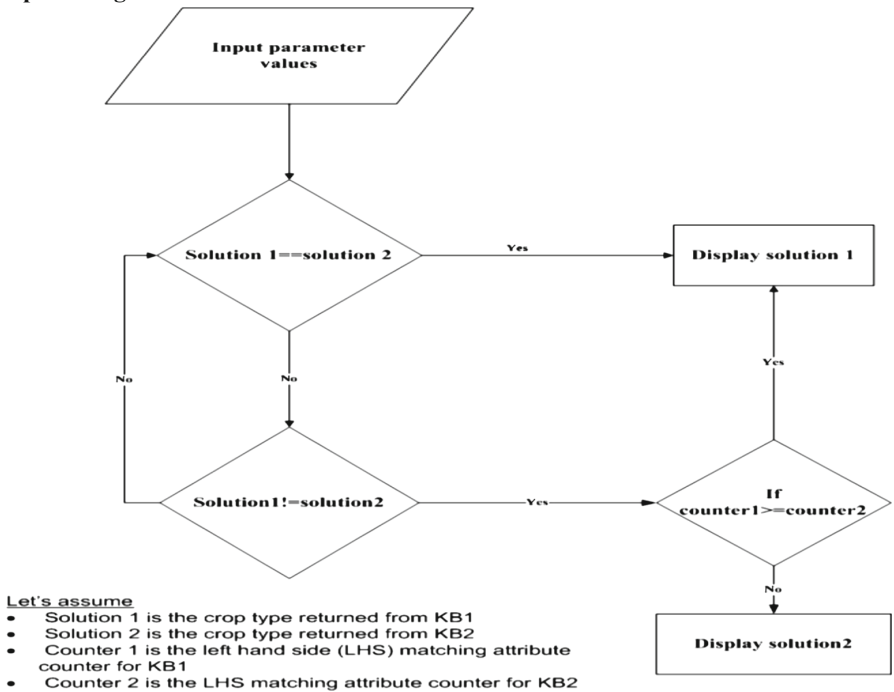 Input parameter
values
Solution 1==solution 2
Yes
Display solution 1
No
No
Yes
Solution1!=solution2
Yes
If
counter1>=counter2
No
Display solution2
Let's assume
• Solution 1 is the crop type returned from KB1
• Solution 2 is the crop type returned from KB2
• Counter 1 is the left hand side (LHS) matching attribute
counter for KB1
• Counter 2 is the LHS matching attribute counter for KB2